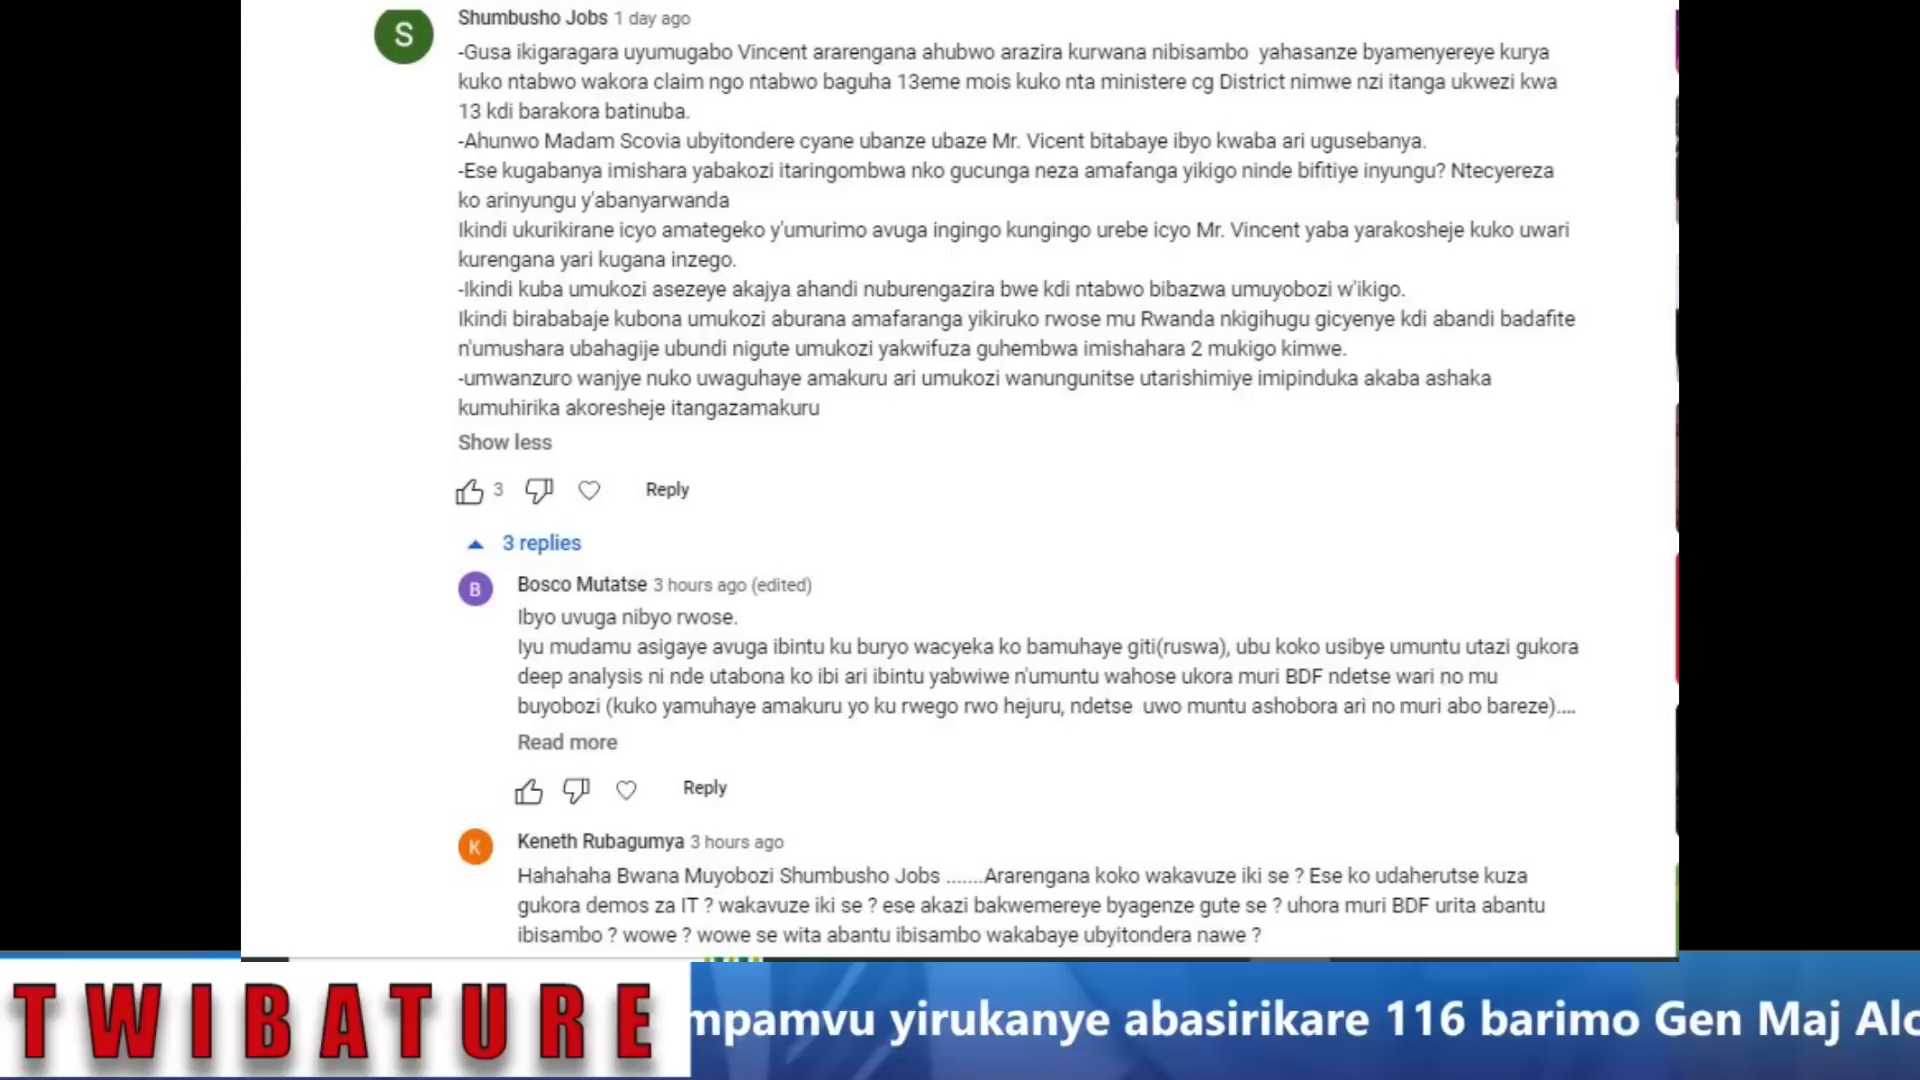 Shumbusho Jobs 1 day ago
S
-Gusa ikigaragara uyumugabo Vincent ararengana ahubwo arazira kurwana nibisambo yahasanze byamenyereye kurya
kuko ntabwo wakora claim ngo ntabwo baguha 13eme mois kuko nta ministere cg District nimwe nzi itanga ukwezi kwa
13 kdi barakora batinuba.
-Ahunwo Madam Scovia ubyitondere cyane ubanze ubaze Mr. Vicent bitabaye ibyo kwaba ari ugusebanya.
-Ese kugabanya imishara yabakozi itaringombwa nko gucunga neza amafanga yikigo ninde bifitiye inyungu? Ntecyereza
ko arinyungu y'abanyarwanda
Ikindi ukurikirane icyo amategeko y'umurimo avuga ingingo kungingo urebe icyo Mr. Vincent yaba yarakosheje kuko uwari
kurengana yari kugana inzego.
-Ikindi kuba umukozi asezeye akajya ahandi nuburengazira bwe kdi ntabwo bibazwa umuyobozi w'ikigo.
Ikindi birababaje kubona umukozi aburana amafaranga yikiruko rwose mu Rwanda nkigihugu gicyenye kdi abandi badafite
n'umushara ubahagije ubundi nigute umukozi yakwifuza guhembwa imishahara 2 mukigo kimwe.
-umwanzuro wanjye nuko uwaguhaye amakuru ari umukozi wanungunitse utarishimiye imipinduka akaba ashaka
kumuhirika akoresheje itangazamakuru
Show less
3 Reply
3 replies
B
Bosco Mutatse 3 hours ago (edited)
Ibyo uvuga nibyo rwose.
Iyu mudamu asigaye avuga ibintu ku buryo wacyeka ko bamuhaye giti(ruswa), ubu koko usibye umuntu utazi gukora
deep analysis ni nde utabona ko ibi ari ibintu yabwiwe n'umuntu wahose ukora muri BDF ndetse wari no mu
buyobozi (kuko yamuhaye amakuru yo ku rwego rwo hejuru, ndetse uwo muntu ashobora ari no muri abo bareze)....
Read more
Reply
K
Keneth Rubagumya 3 hours ago
Hahahaha Bwana Muyobozi Shumbusho Jobs .......Ararengana koko wakavuze iki se ? Ese ko udaherutse kuza
gukora demos za IT ? wakavuze iki se ? ese akazi bakwemereye byagenze gute se ? uhora muri BDF urita abantu
ibisambo ? wowe ? wowe se wita abantu ibisambo wakabaye ubyitondera nawe ?
TWIBATURE
mpamvu yirukanye abasirikare 116 barimo Gen Maj Alo